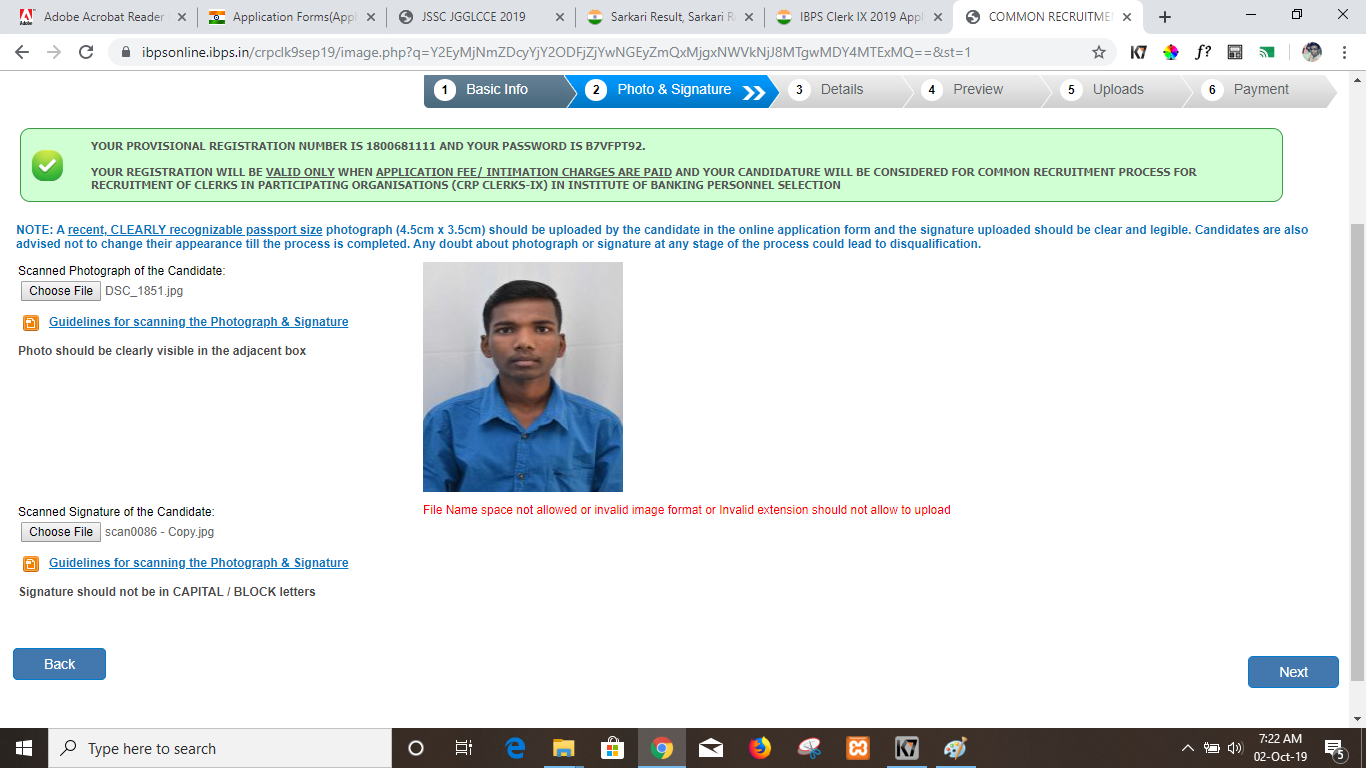 Adobe Acrobat Reader
Application Forms(Appl
JSSC JGGLCCE 2019
Sarkari Result, Sarkari R
IBPS Clerk IX 2019 Appl
COMMON RECRUITME
ibpsonline.ibps.in/crpclk9sep19/image.php?q=Y2EyMjNmZDcyYjY2ODFjZjYwNGEyZmQxMjgxNWVkNjJ8MTgwMDY4MTExMQ==&st=1
1 Basic Info
2 Photo & Signature
3 Details
4 Preview
5 Uploads
6 Payment
YOUR PROVISIONAL REGISTRATION NUMBER IS 1800681111 AND YOUR PASSWORD IS B7VFPT92.
YOUR REGISTRATION WILL BE VALID ONLY WHEN APPLICATION FEE/ INTIMATION CHARGES ARE PAID AND YOUR CANDIDATURE WILL BE CONSIDERED FOR COMMON RECRUITMENT PROCESS FOR
RECRUITMENT OF CLERKS IN PARTICIPATING ORGANISATIONS (CRP CLERKS-IX) IN INSTITUTE OF BANKING PERSONNEL SELECTION
NOTE: A recent, CLEARLY recognizable passport size photograph (4.5cm x 3.5cm) should be uploaded by the candidate in the online application form and the signature uploaded should be clear and legible. Candidates are also
advised not to change their appearance till the process is completed. Any doubt about photograph or signature at any stage of the process could lead to disqualification.
Scanned Photograph of the Candidate:
Choose File DSC_1851.jpg
Guidelines for scanning the Photograph & Signature
Photo should be clearly visible in the adjacent box
Scanned Signature of the Candidate:
File Name space not allowed or invalid image format or Invalid extension should not allow to upload
Choose File scan0086 - Copy.jpg
Guidelines for scanning the Photograph & Signature
Signature should not be in CAPITAL / BLOCK letters
Back
Next
Type here to search
7:22 AM
02-Oct-19
5